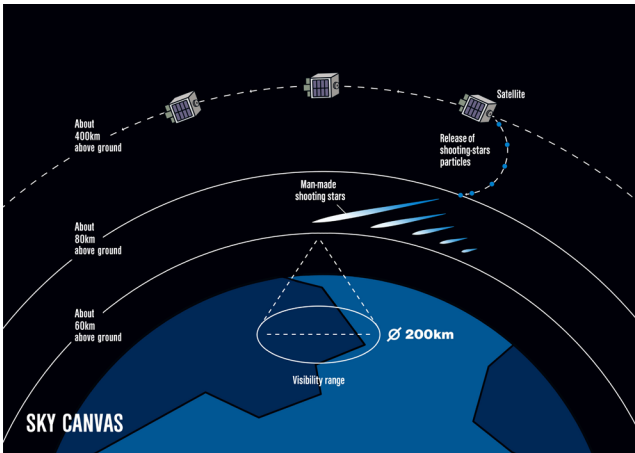 Satellite
About
400km
above ground
Release of
shooting-stars
particles
Man-made
shooting stars
About
80km
above ground
About
60km
above ground
Ø 200km
Visibility range
SKY CANVAS